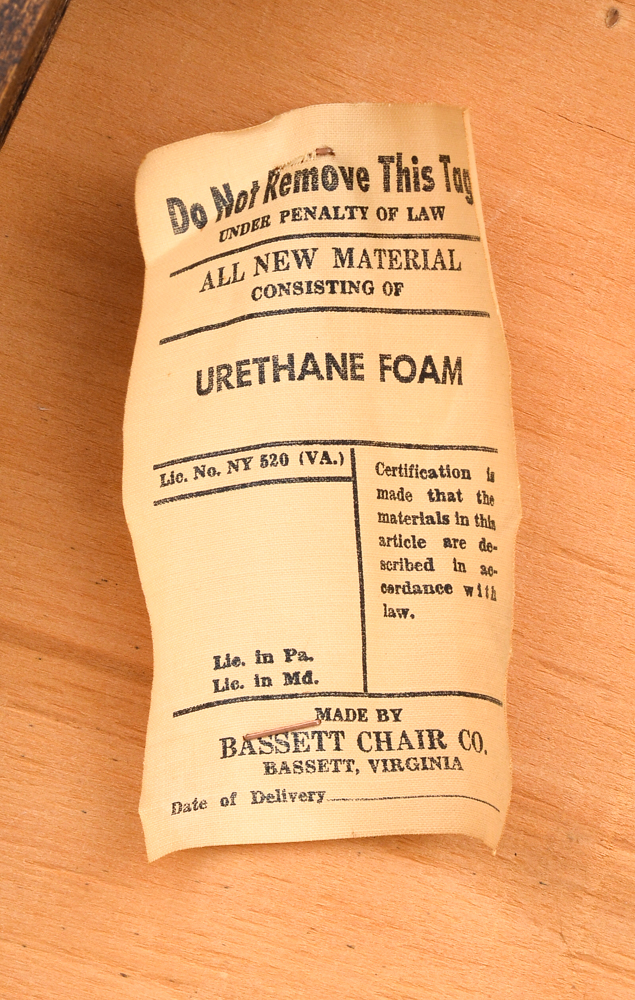 Do Not Remove This Tag
UNDER PENALTY OF LAW
ALL NEW MATERIAL
CONSISTING OF
URETHANE FOAM
Lic. No. NY 520 (VA.)
Lic. in Pa.
Lic. in Md.
Certification is
made that the
materials in this
article are de-
scribed in ac-
cordance with
law.
MADE BY
BASSETT CHAIR CO.
BASSETT, VIRGINIA
Date of Delivery